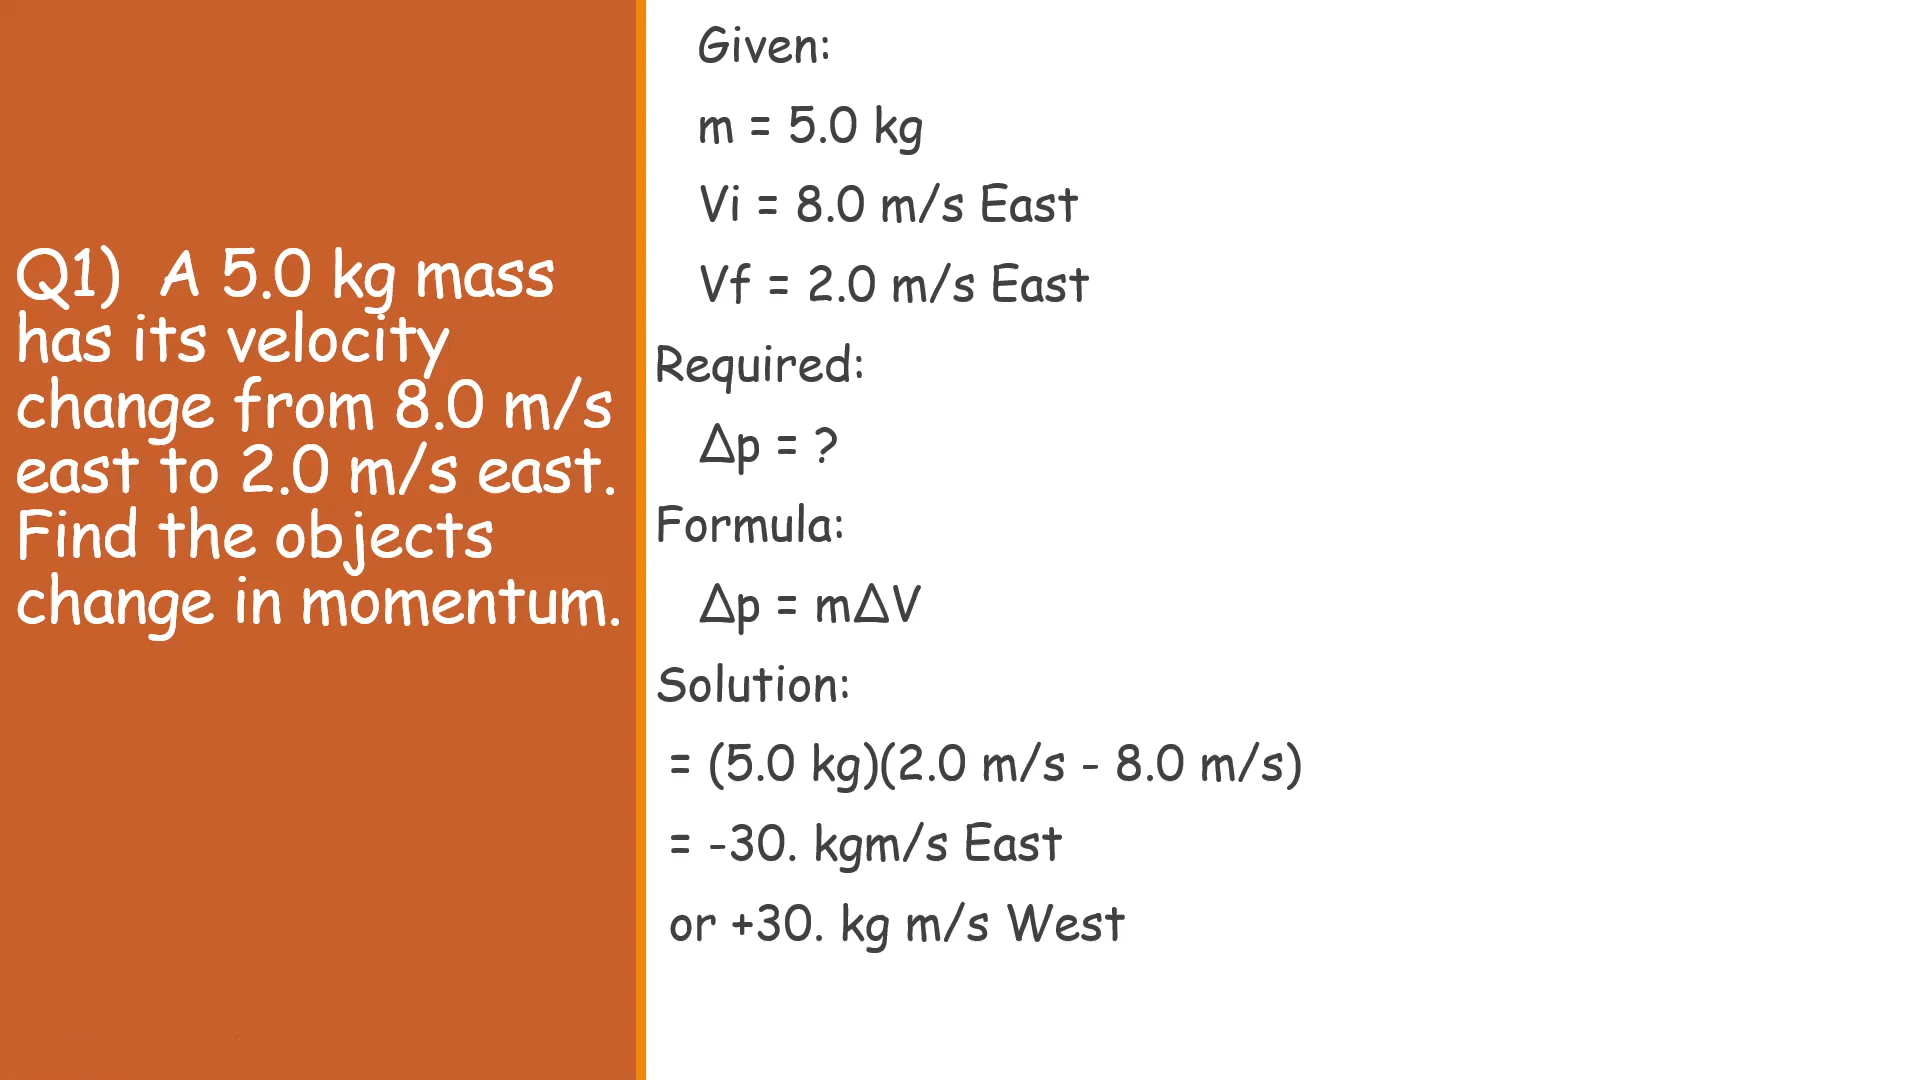 Q1)  A 5.0 kg mass
has its velocity
change from 8.0 m/s
east to 2.0 m/s east.
Find the objects
change in momentum.
Given:
m = 5.0 kg
Vi = 8.0 m/s East
Vf = 2.0 m/s East
Required:
Δp = ?
Formula:
Δp = mΔV
Solution:
= (5.0 kg)(2.0 m/s - 8.0 m/s)
= -30. kgm/s East
or +30. kg m/s West